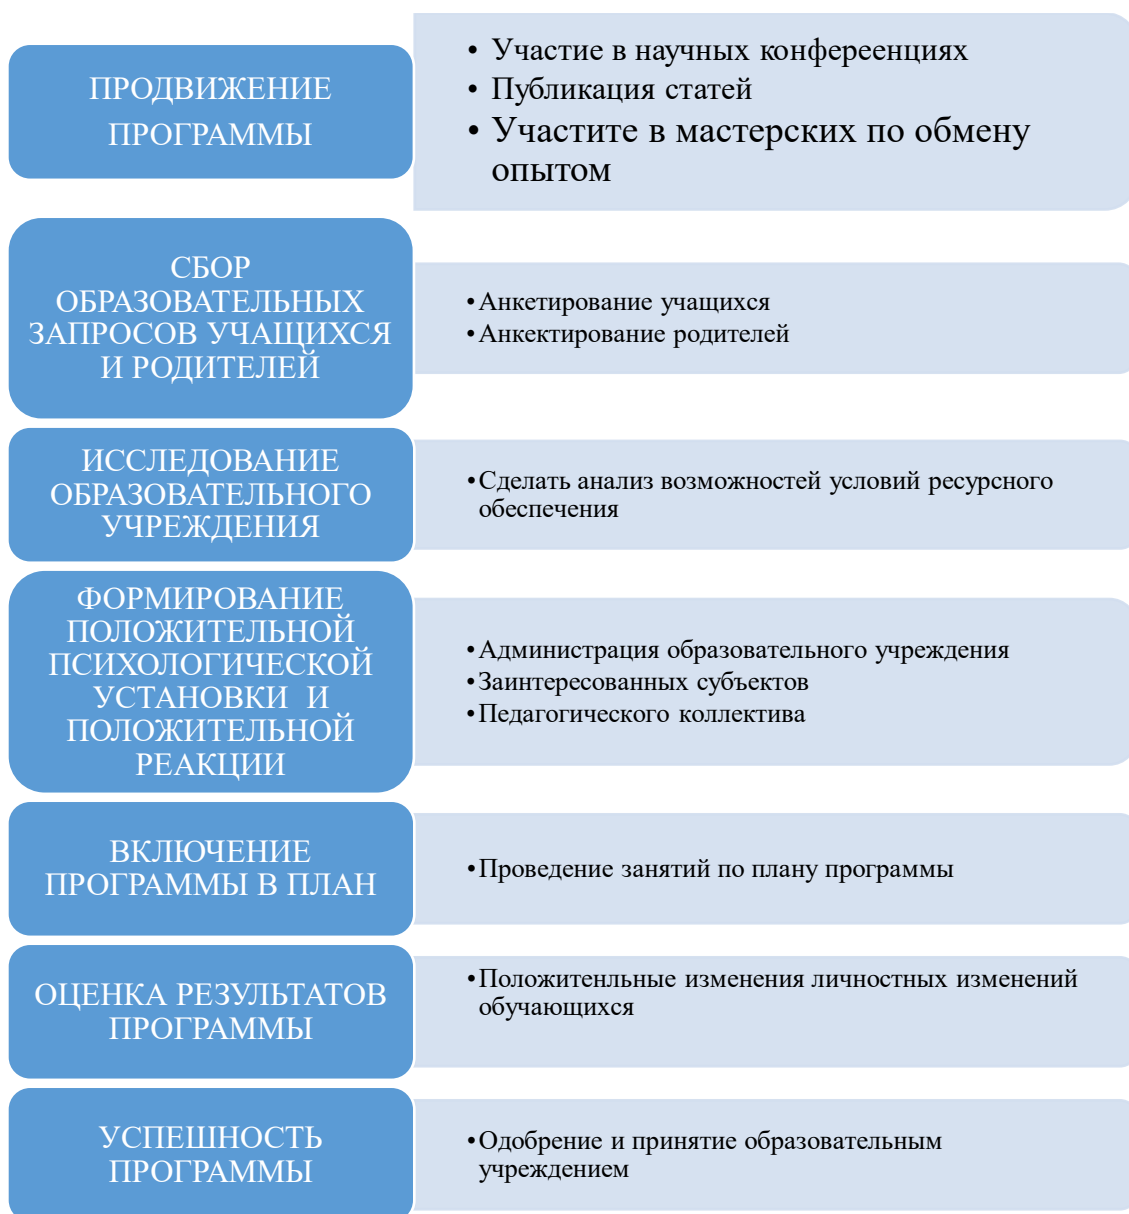 ПРОДВИЖЕНИЕ
ПРОГРАММЫ
• Участие в научных конфереенциях
• Публикация статей
• Участите в мастерских по обмену
опытом
СБОР
ОБРАЗОВАТЕЛЬНЫХ
ЗАПРОСОВ УЧАЩИХСЯ
И РОДИТЕЛЕЙ
•Анкетирование учащихся
•Анкектирование родителей
ИССЛЕДОВАНИЕ
ОБРАЗОВАТЕЛЬНОГО
УЧРЕЖДЕНИЯ
•Сделать анализ возможностей условий ресурсного
обеспечения
ФОРМИРОВАНИЕ
ПОЛОЖИТЕЛЬНОЙ
ПСИХОЛОГИЧЕСКОЙ
УСТАНОВКИ И
ПОЛОЖИТЕЛЬНОЙ
РЕАКЦИИ
•Администрация образовательного учреждения
•Заинтересованных субъектов
•Педагогического коллектива
ВКЛЮЧЕНИЕ
ПРОГРАММЫ В ПЛАН
•Проведение занятий по плану программы
ОЦЕНКА РЕЗУЛЬТАТОВ
ПРОГРАММЫ
•Положитенльные изменения личностных изменений
обучающихся
УСПЕШНОСТЬ
ПРОГРАММЫ
•Одобрение и принятие образовательным
учреждением